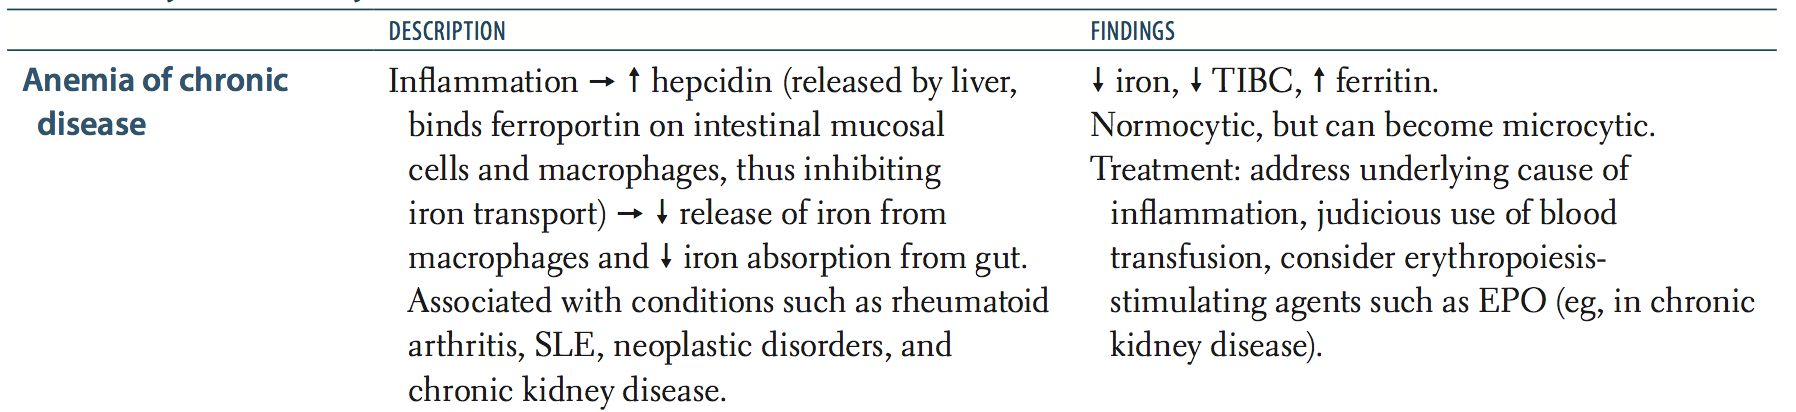 DESCRIPTION
FINDINGS
Anemia of chronic
disease
Inflammation → ↑ hepcidin (released by liver,
binds ferroportin on intestinal mucosal
cells and macrophages, thus inhibiting
iron transport) → ↓ release of iron from
macrophages and ↓ iron absorption from gut.
Associated with conditions such as rheumatoid
arthritis, SLE, neoplastic disorders, and
chronic kidney disease.
↓ iron, ↓ TIBC, ↑ ferritin.
Normocytic, but can become microcytic.
Treatment: address underlying cause of
inflammation, judicious use of blood
transfusion, consider erythropoiesis-
stimulating agents such as EPO (eg, in chronic
kidney disease).